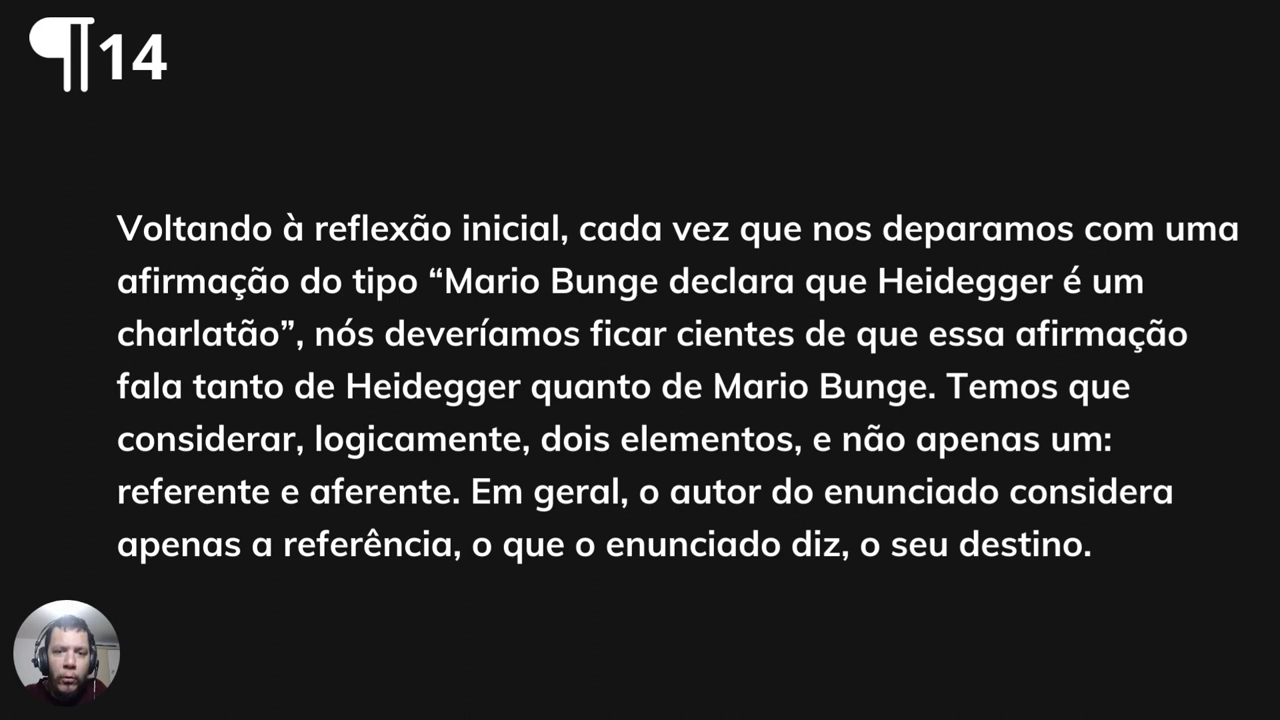 ¶14
Voltando à reflexão inicial, cada vez que nos deparamos com uma
afirmação do tipo “Mario Bunge declara que Heidegger é um
charlatão”, nós deveríamos ficar cientes de que essa afirmação
fala tanto de Heidegger quanto de Mario Bunge. Temos que
considerar, logicamente, dois elementos, e não apenas um:
referente e aferente. Em geral, o autor do enunciado considera
apenas a referência, o que o enunciado diz, o seu destino.